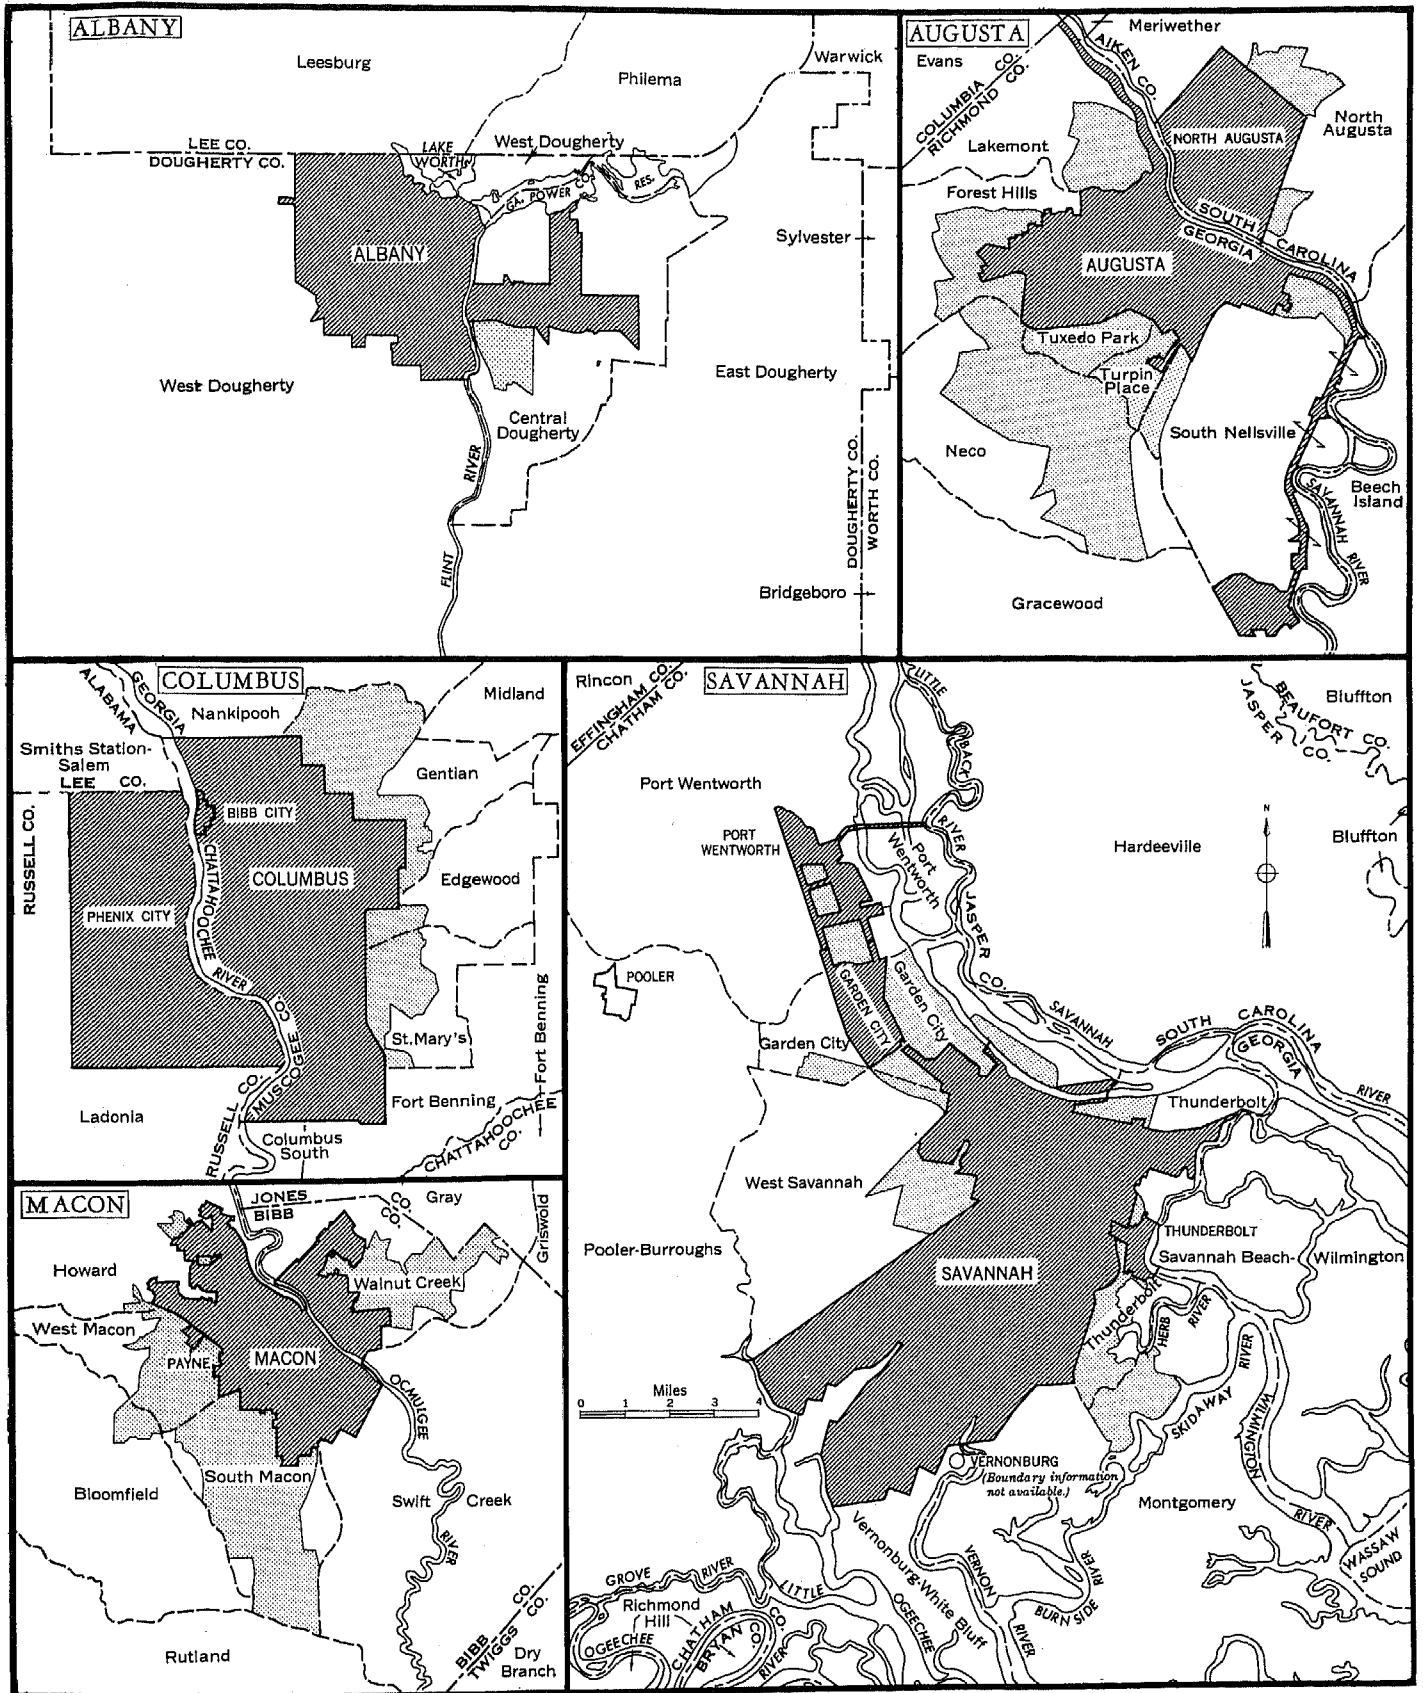 ALBANY
Leesburg
Philema
Warwick
LEE CO.
DOUGHERTY CO.
LAKE
WORTH
West Dougherty
GA. POWER CO.
RES.
ALBANY
Sylvester
West Dougherty
East Dougherty
Central
Dougherty
FLINT RIVER
DOUGHERTY CO.
WORTH CO.
Bridgeboro
AUGUSTA
Meriwether
Evans
AIKEN CO.
COLUMBIA CO.
RICHMOND CO.
North
Augusta
NORTH AUGUSTA
Lakemont
Forest Hills
SOUTH CAROLINA
GEORGIA
AUGUSTA
Tuxedo Park
Turpin
Place
South Nellsville
Neco
Beech
Island
SAVANNAH RIVER
Gracewood
COLUMBUS
GEORGIA
ALABAMA
Nankipooh
Midland
Smiths Station-
Salem
LEE CO.
RUSSELL CO.
Gentian
BIBB CITY
COLUMBUS
Edgewood
PHENIX CITY
CHATTAHOOCHEE RIVER
St. Mary's
Fort Benning
MUSCOGEE CO.
RUSSELL CO.
Ladonia
Fort Benning
Columbus
South
CHATTAHOOCHEE
CO.
MACON
JONES CO.
BIBB CO.
Gray
Griswold
Howard
Walnut Creek
West Macon
PAYNE
MACON
OCMULGEE RIVER
South Macon
Bloomfield
Swift Creek
Rutland
BIBB CO.
TWIGGS CO.
Dry
Branch
SAVANNAH
Rincon
EFFINGHAM CO.
CHATHAM CO.
LITTLE BACK RIVER
BEAUFORT CO.
JASPER CO.
Bluffton
Port Wentworth
PORT
WENTWORTH
Port
Wentworth
Hardeeville
N
Bluffton
JASPER CO.
POOLER
GARDEN CITY
Garden City
Garden City
SAVANNAH RIVER
SOUTH CAROLINA
GEORGIA
Thunderbolt
West Savannah
THUNDERBOLT
Savannah Beach-Wilmington
Pooler-Burroughs
SAVANNAH
Thunderbolt
HERB RIVER
Miles
0 1 2 3 4
SKIDAWAY RIVER
WILMINGTON RIVER
VERNONBURG
(Boundary information
not available.)
Montgomery
WASSAW
SOUND
Vernonburg-White Bluff
VERNON RIVER
BURNSIDE RIVER
GROVE RIVER
LITTLE OGEECHEE
Richmond
Hill
OGEECHEE RIVER
CHATHAM CO.
BRYAN CO.